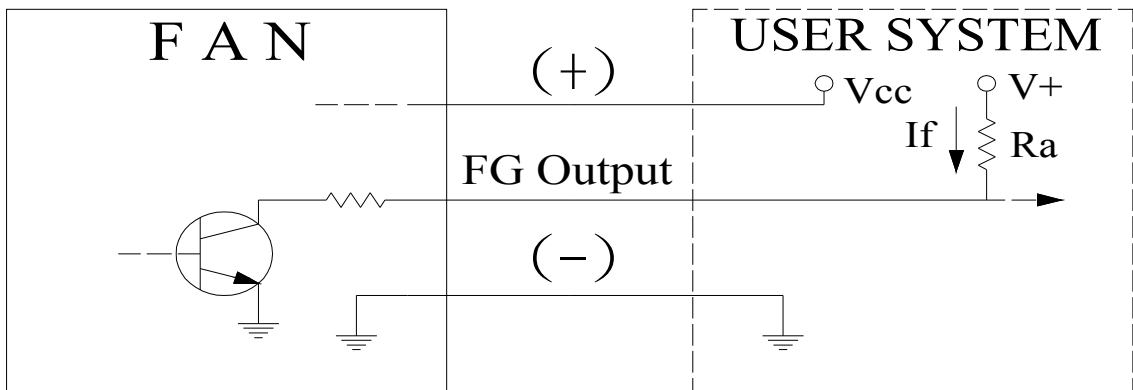 F A N
USER SYSTEM
(+)
Vcc
V+
If
Ra
FG Output
(-)